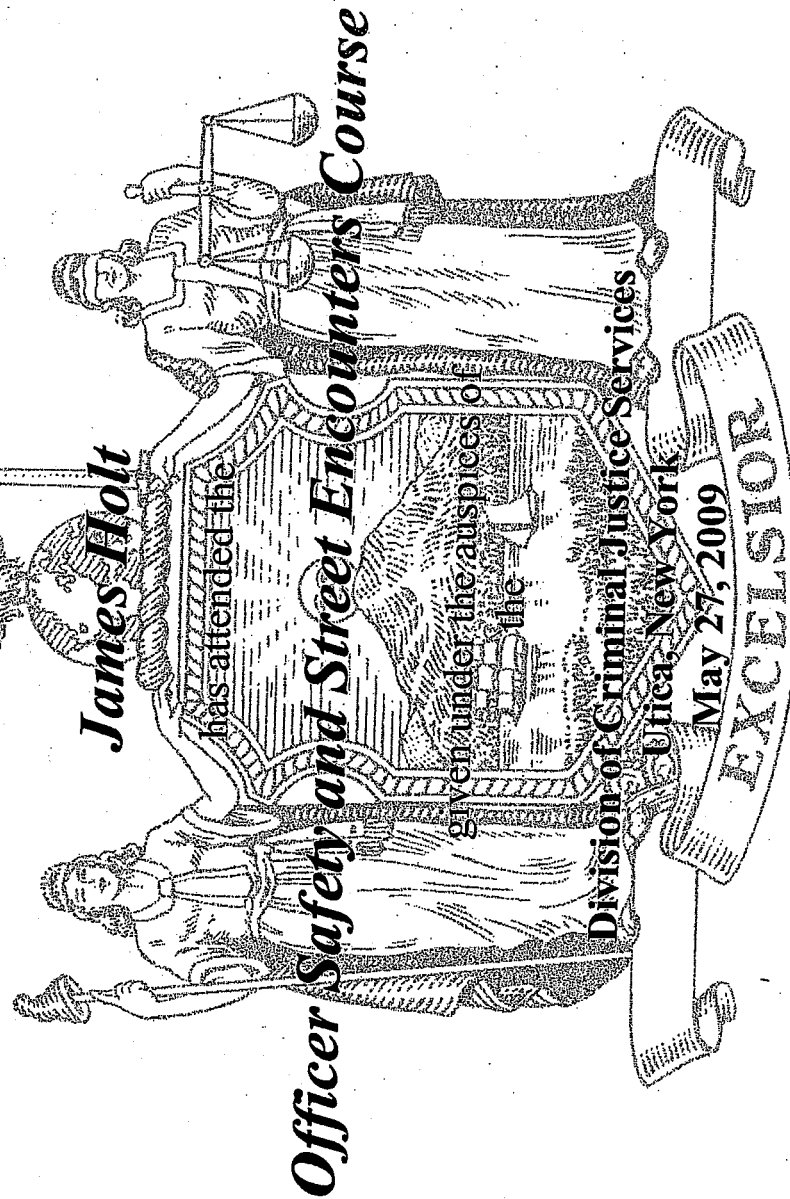 James Holt
has attended the
Officer Safety and Street Encounters Course
given under the auspices of
the
Division of Criminal Justice Services
Utica, New York
May 27, 2009
EXCELSIOR